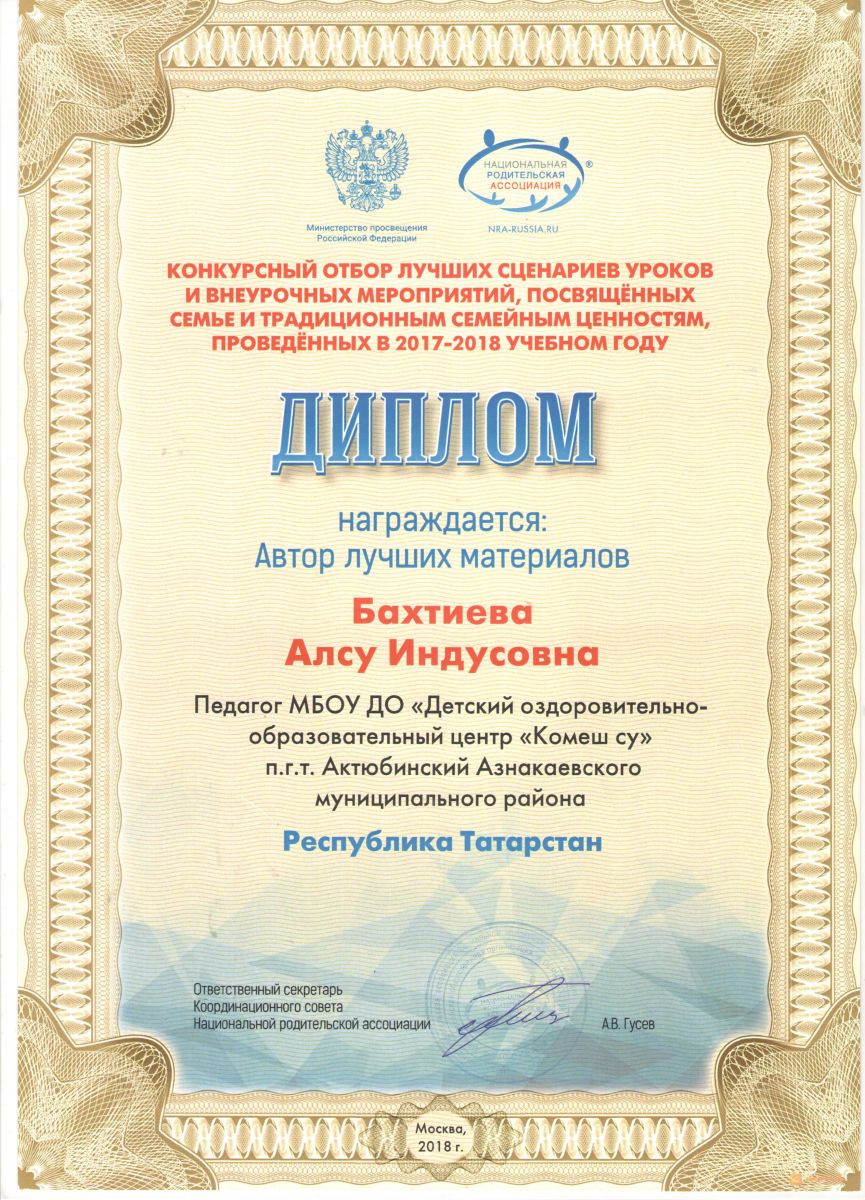 НАЦИОНАЛЬНАЯ
РОДИТЕЛЬСКАЯ
АССОЦИАЦИЯ
®
Министерство просвещения
Российской Федерации
NRA-RUSSIA.RU
КОНКУРСНЫЙ ОТБОР ЛУЧШИХ СЦЕНАРИЕВ УРОКОВ
И ВНЕУРОЧНЫХ МЕРОПРИЯТИЙ, ПОСВЯЩЁННЫХ
СЕМЬЕ И ТРАДИЦИОННЫМ СЕМЕЙНЫМ ЦЕННОСТЯМ,
ПРОВЕДЁННЫХ В 2017-2018 УЧЕБНОМ ГОДУ
ДИПЛОМ
награждается:
Автор лучших материалов
Бахтиева
Алсу Индусовна
Педагог МБОУ ДО «Детский оздоровительно-
образовательный центр «Комеш су»
п.г.т. Актюбинский Азнакаевского
муниципального района
Республика Татарстан
Ответственный секретарь
Координационного совета
Национальной родительской ассоциации
А.В. Гусев
Москва,
2018 г.